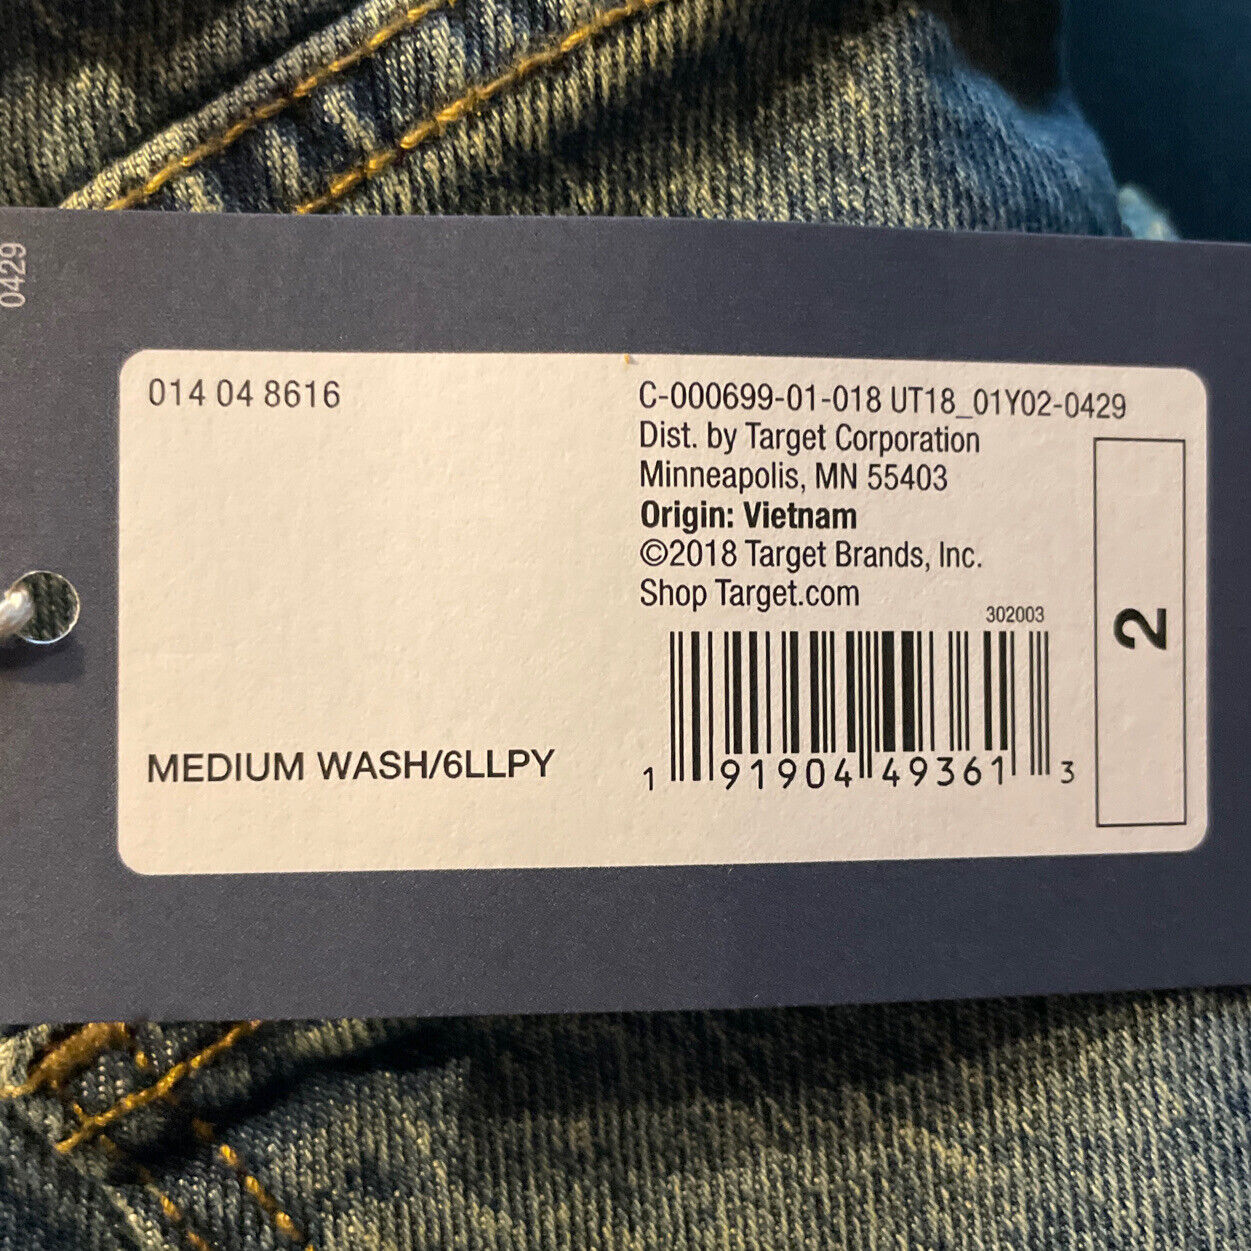 0429
014 04 8616
C-000699-01-018 UT18_01Y02-0429
Dist. by Target Corporation
Minneapolis, MN 55403
Origin: Vietnam
©2018 Target Brands, Inc.
Shop Target.com
302003
2
MEDIUM WASH/6LLPY
1 91904 49361 3